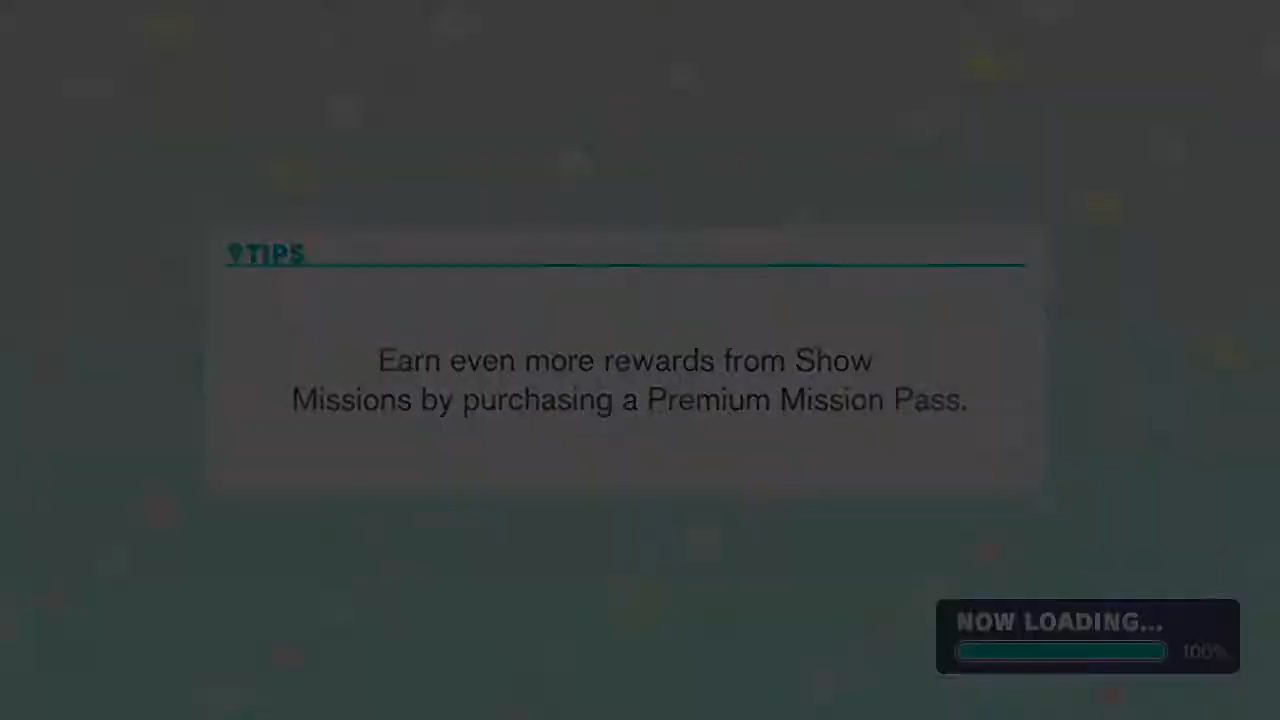 TIPS
Earn even more rewards from Show
Missions by purchasing a Premium Mission Pass.
NOW LOADING...
100%